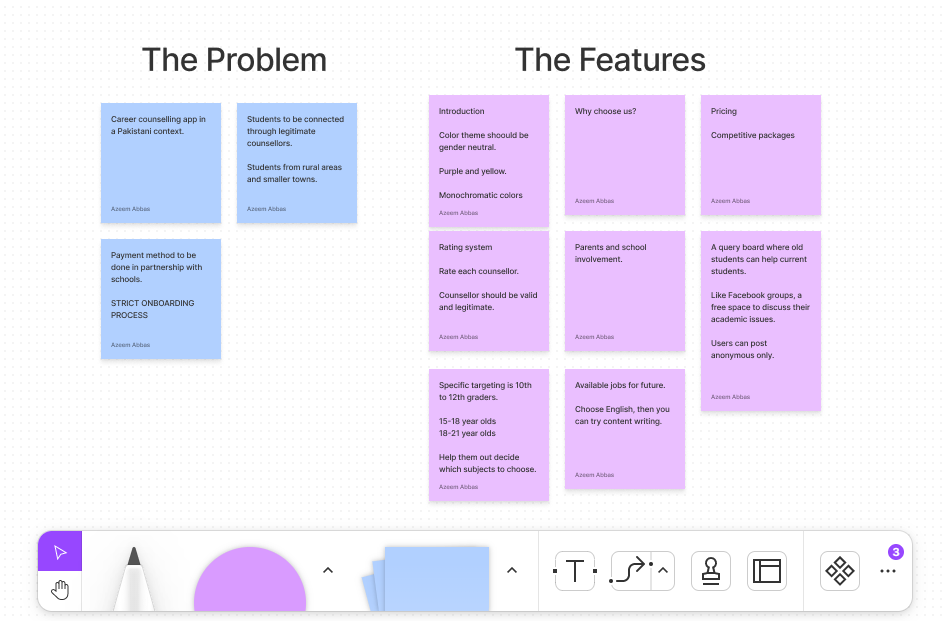 The Problem
The Features
Career counselling app in
a Pakistani context.
Azeem Abbas
Students to be connected
through legitimate
counsellors.
Students from rural areas
and smaller towns.
Azeem Abbas
Payment method to be
done in partnership with
schools.
STRICT ONBOARDING
PROCESS
Azeem Abbas
Introduction
Color theme shoould be
gender neutral.
Purple and yellow.
Monochromatic colors
Azeem Abbas
Why choose us?
Azeem Abbas
Pricing
Competitive packages
Azeem Abbas
Rating system
Rate each counsellor.
Counsellor should be valid
and legitimate.
Azeem Abbas
Parents and school
involvement.
Azeem Abbas
A query board where old
students can help current
students.
Like Facebook groups, a
free space to discuss their
academic issues.
Users can post
anonymous only.
Azeem Abbas
Specific targeting is 10th
to 12th graders.
15-18 year olds
18-21 year olds
Help them out decide
which subjects to choose.
Azeem Abbas
Available jobs for future.
Choose English, then you
can try content writing.
Azeem Abbas
T
3